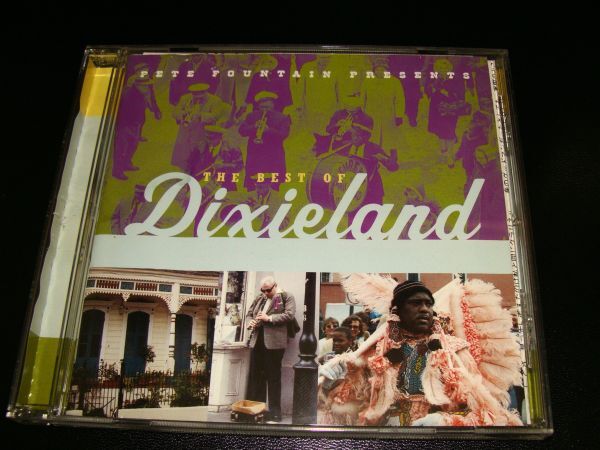 PETE FOUNTAIN PRESENTS
THE BEST OF
Dixieland